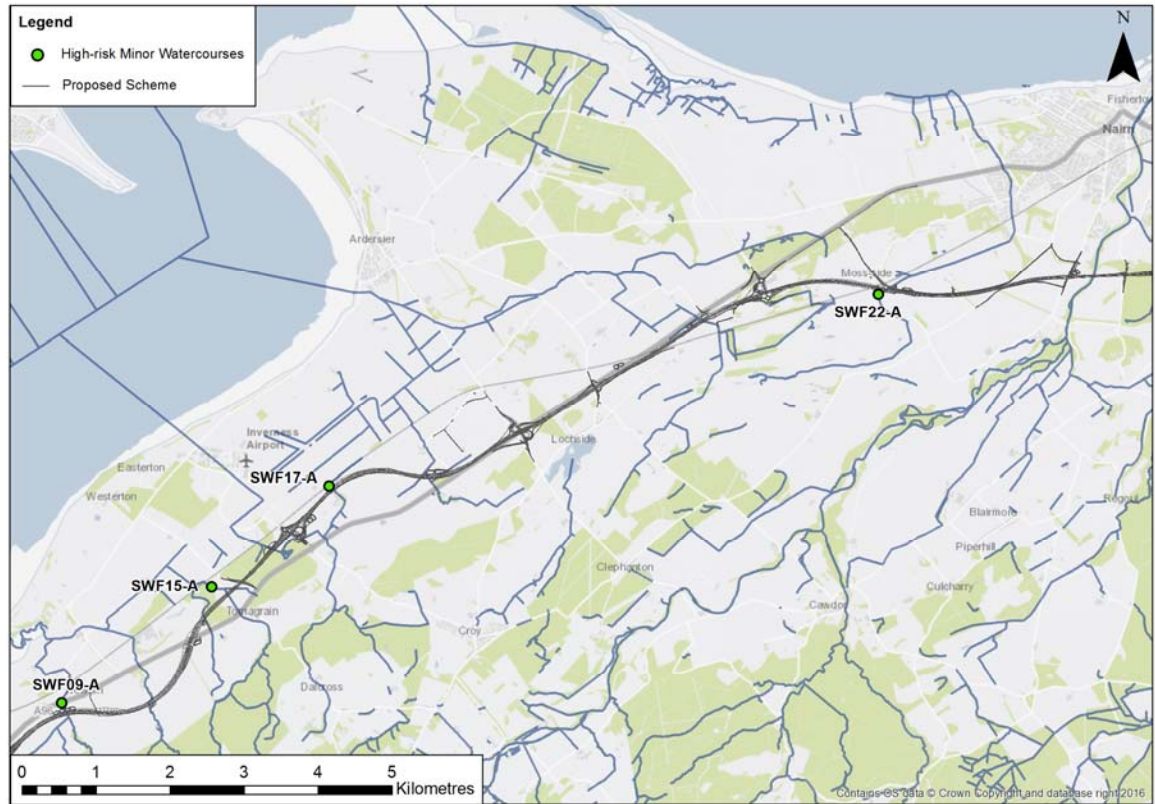 Legend
High-risk Minor Watercourses
Proposed Scheme
N
Nairn
Ardersier
Moss-side
SWF22-A
Inverness
Airport
Lochside
Easterton
SWF17-A
Westerton
Blairmore
Piperhill
Clephanton
SWF15-A
Culcharry
Tornagrain
Cawdor
Croy
SWF09-A
Dalcross
0 1 2 3 4 5
Kilometres
Contains OS data © Crown Copyright and database right 2016